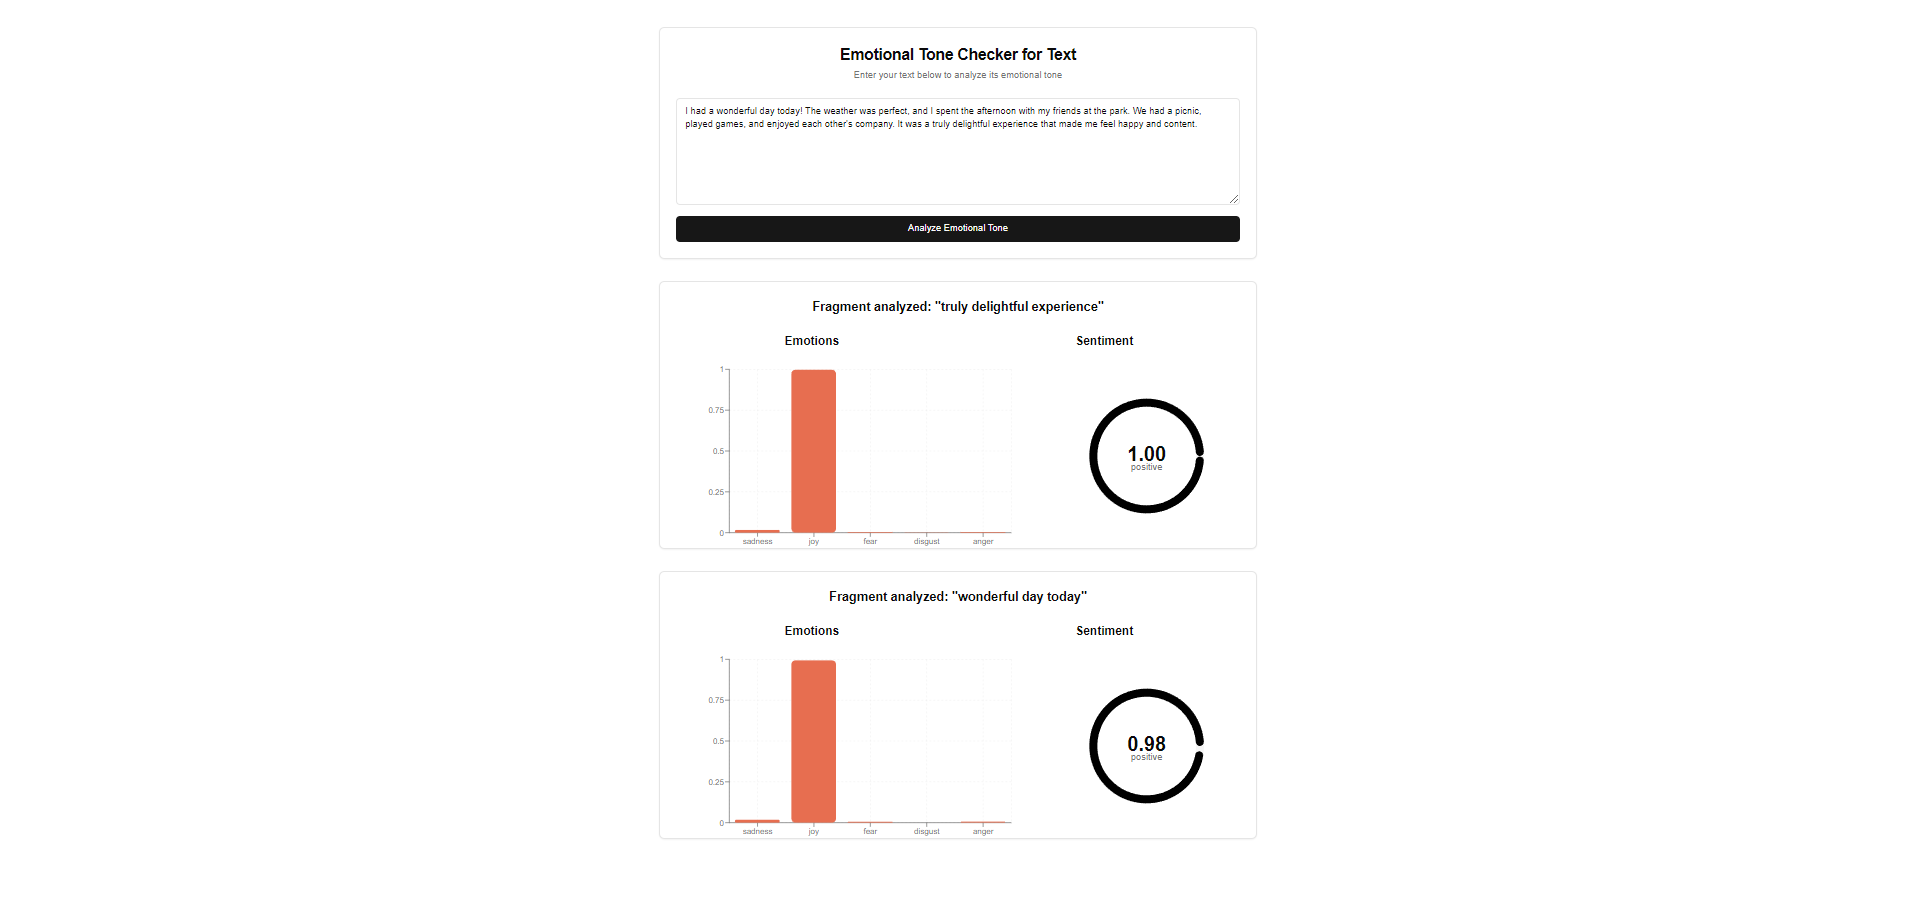 Emotional Tone Checker for Text
Enter your text below to analyze its emotional tone
I had a wonderful day today! The weather was perfect, and I spent the afternoon with my friends at the park. We had a picnic,
played games, and enjoyed each other's company. It was a truly delightful experience that made me feel happy and content.
Analyze Emotional Tone
Fragment analyzed: "truly delightful experience"
Emotions
Sentiment
1
0.75
0.5
0.25
0
sadness joy fear disgust anger
1.00
positive
Fragment analyzed: "wonderful day today"
Emotions
Sentiment
1
0.75
0.5
0.25
0
sadness joy fear disgust anger
0.98
positive